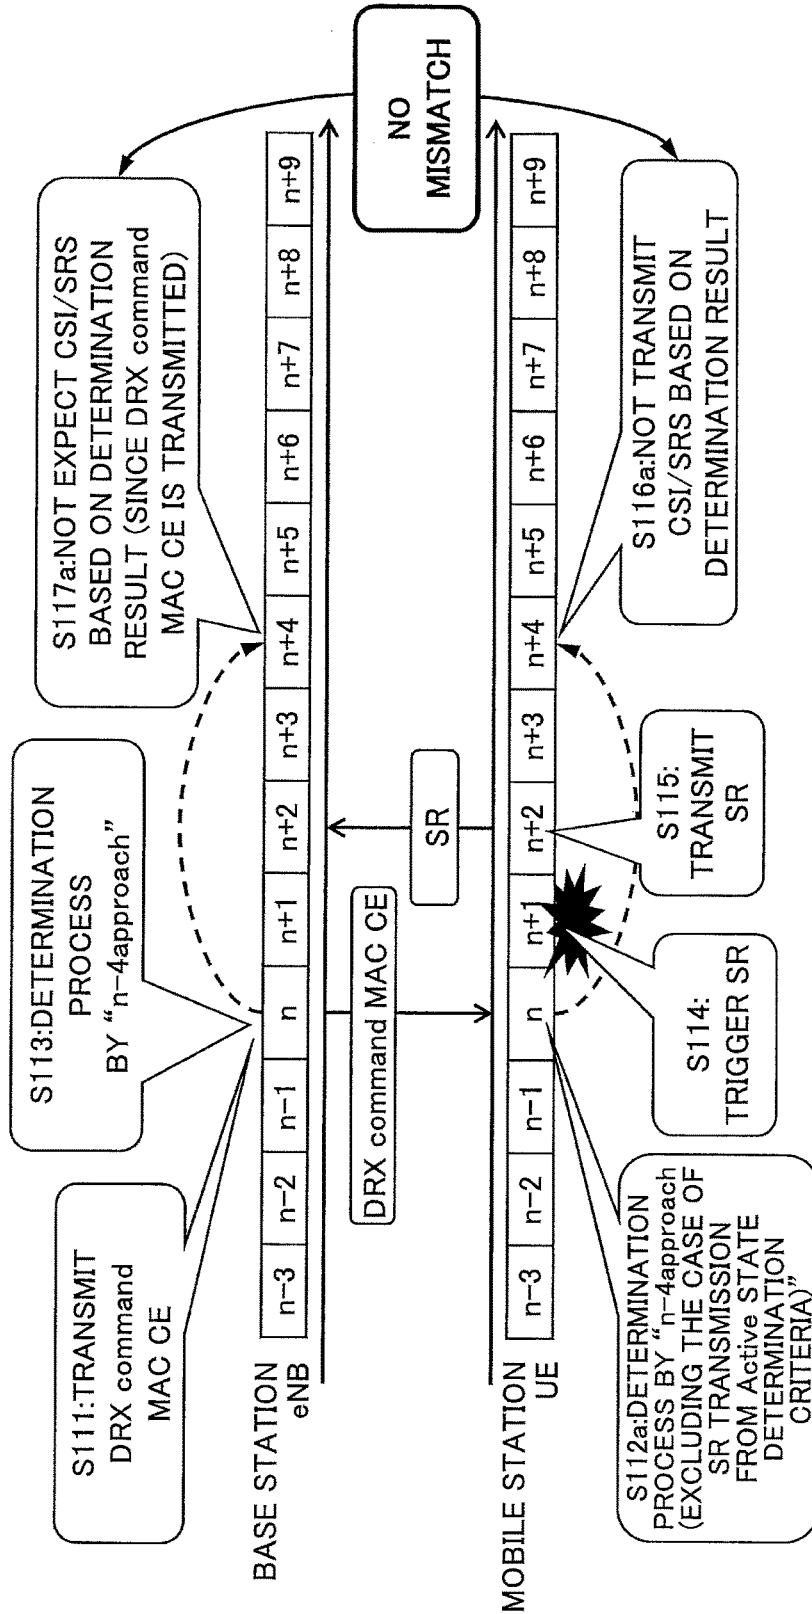 S111:TRANSMIT
DRX command
MAC CE
S113:DETERMINATION
PROCESS
BY “n-4approach”
S117a:NOT EXPECT CSI/SRS
BASED ON DETERMINATION
RESULT (SINCE DRX command
MAC CE IS TRANSMITTED)
BASE STATION
eNB
n-3 n-2 n-1 n n+1 n+2 n+3 n+4 n+5 n+6 n+7 n+8 n+9
DRX command MAC CE
SR
NO
MISMATCH
MOBILE STATION
UE
n-3 n-2 n-1 n n+1 n+2 n+3 n+4 n+5 n+6 n+7 n+8 n+9
S112a:DETERMINATION
PROCESS BY “n-4approach
(EXCLUDING THE CASE OF
SR TRANSMISSION
FROM Active STATE
DETERMINATION
CRITERIA)”
S114:
TRIGGER SR
S115:
TRANSMIT
SR
S116a:NOT TRANSMIT
CSI/SRS BASED ON
DETERMINATION RESULT